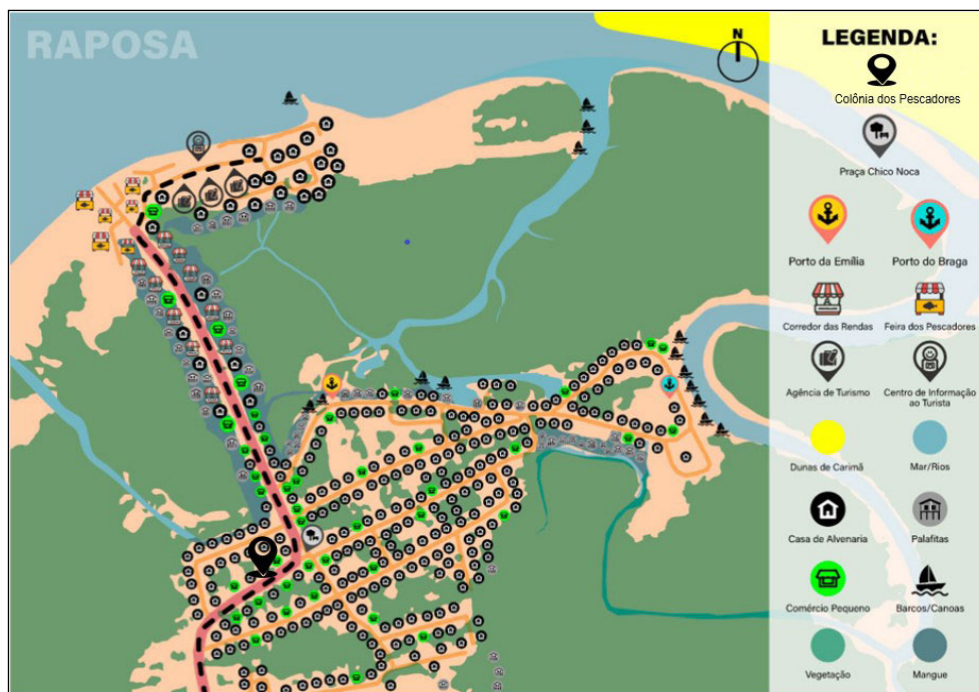 RAPOSA
N
LEGENDA:
Colônia dos Pescadores
Praça Chico Noca
Porto da Emília
Porto do Braga
Corredor das Rendas
Feira dos Pescadores
Agência de Turismo
Centro de Informação
ao Turista
Dunas de Carimã
Mar/Rios
Casa de Alvenaria
Palafitas
Comércio Pequeno
Barcos/Canoas
Vegetação
Mangue